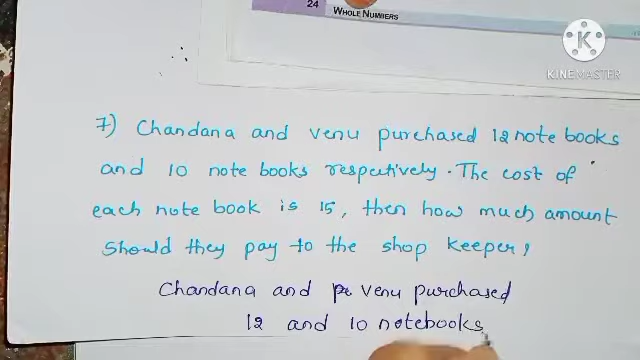 24 WHOLE NUMBERS
KINEMASTER
7) Chandana and venu purchased 12 note books
and 10 note books respectively. The cost of
each note book is 15, then how much amount
should they pay to the shop keeper?
Chandana and pe venu purchased
12 and 10 notebooks